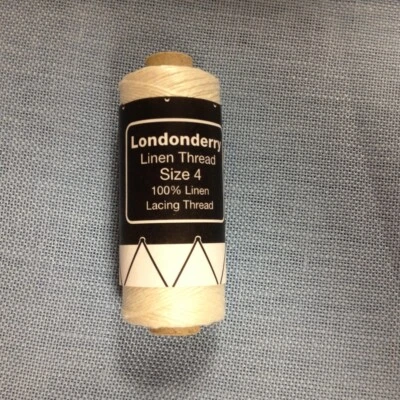 Londonderry
Linen Thread
Size 4
100% Linen
Lacing Thread